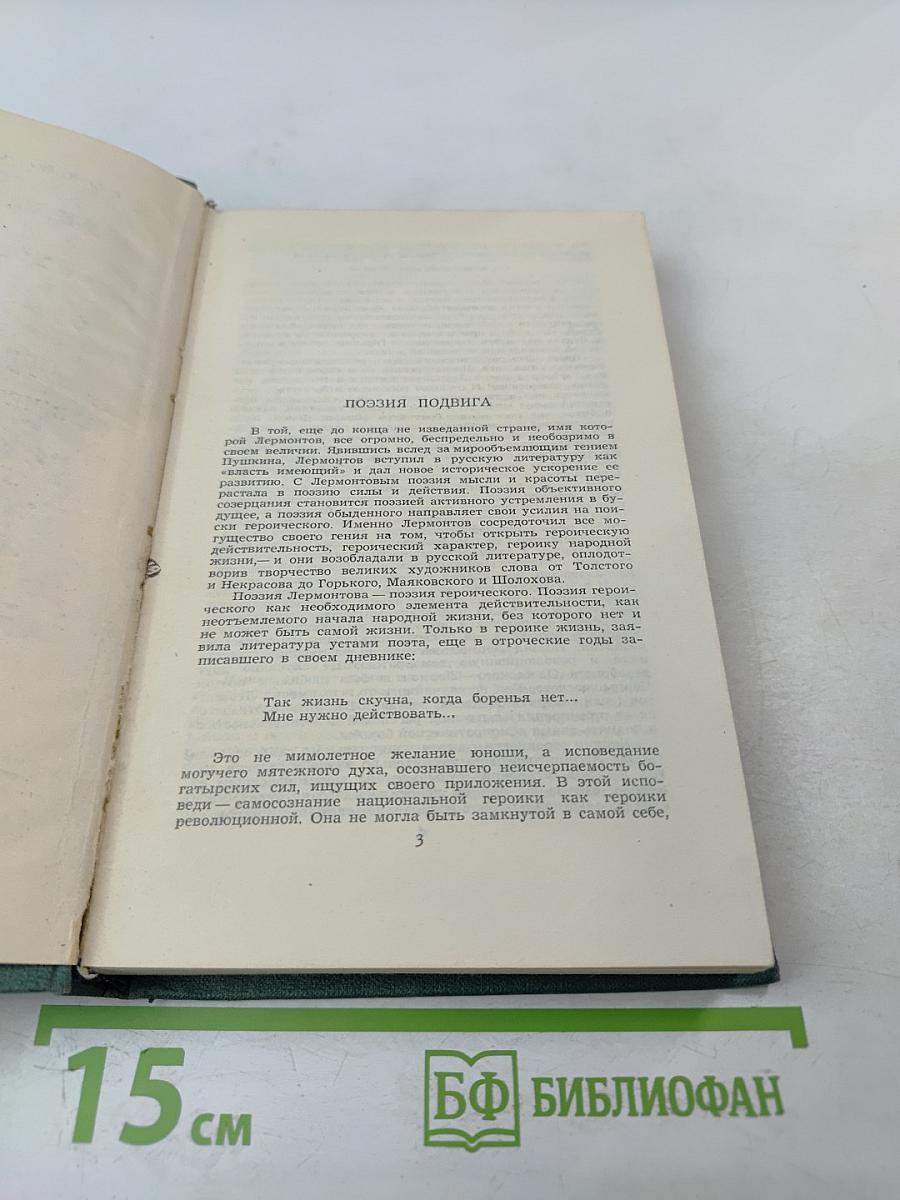 ПОЭЗИЯ ПОДВИГА
В той, еще до конца не изведанной стране, имя кото-
рой Лермонтов, все огромно, беспредельно и необозримо в
своем величии. Явившись вслед за мирообъемлющим гением
Пушкина, Лермонтов вступил в русскую литературу как
«власть имеющий» и дал новое историческое ускорение ее
развитию. С Лермонтовым поэзия мысли и красоты пере-
растала в поэзию силы и действия. Поэзия объективного
созерцания становится поэзией активного устремления в бу-
дущее, а поэзия обыденного направляет свои усилия на пои-
ски героического. Именно Лермонтов сосредоточил все мо-
гущество своего гения на том, чтобы открыть героическую
действительность, героический характер, героику народной
жизни,— и они возобладали в русской литературе, оплодот-
ворив творчество великих художников слова от Толстого
и Некрасова до Горького, Маяковского и Шолохова.
Поэзия Лермонтова — поэзия героического. Поэзия герои-
ческого как необходимого элемента действительности, как
неотъемлемого начала народной жизни, без которого нет и
не может быть самой жизни. Только в героике жизнь, зая-
вила литература устами поэта, еще в отроческие годы за-
писавшего в своем дневнике:
Так жизнь скучна, когда боренья нет...
Мне нужно действовать...
Это не мимолетное желание юноши, а исповедание
могучего мятежного духа, осознавшего неисчерпаемость бо-
гатырских сил, ищущих своего приложения. В этой испо-
веди — самосознание национальной героики как героики
революционной. Она не могла быть замкнутой в самой себе,
3
15 см
БФ БИБЛИОФАН